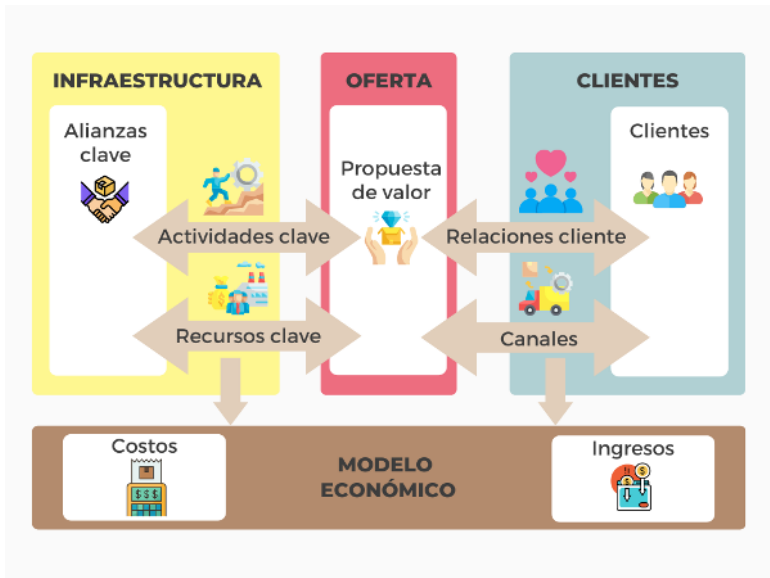 INFRAESTRUCTURA
Alianzas
clave
Actividades clave
Recursos clave
OFERTA
Propuesta
de valor
CLIENTES
Clientes
Relaciones cliente
Canales
Costos
$$$
MODELO
ECONÓMICO
Ingresos
$
$